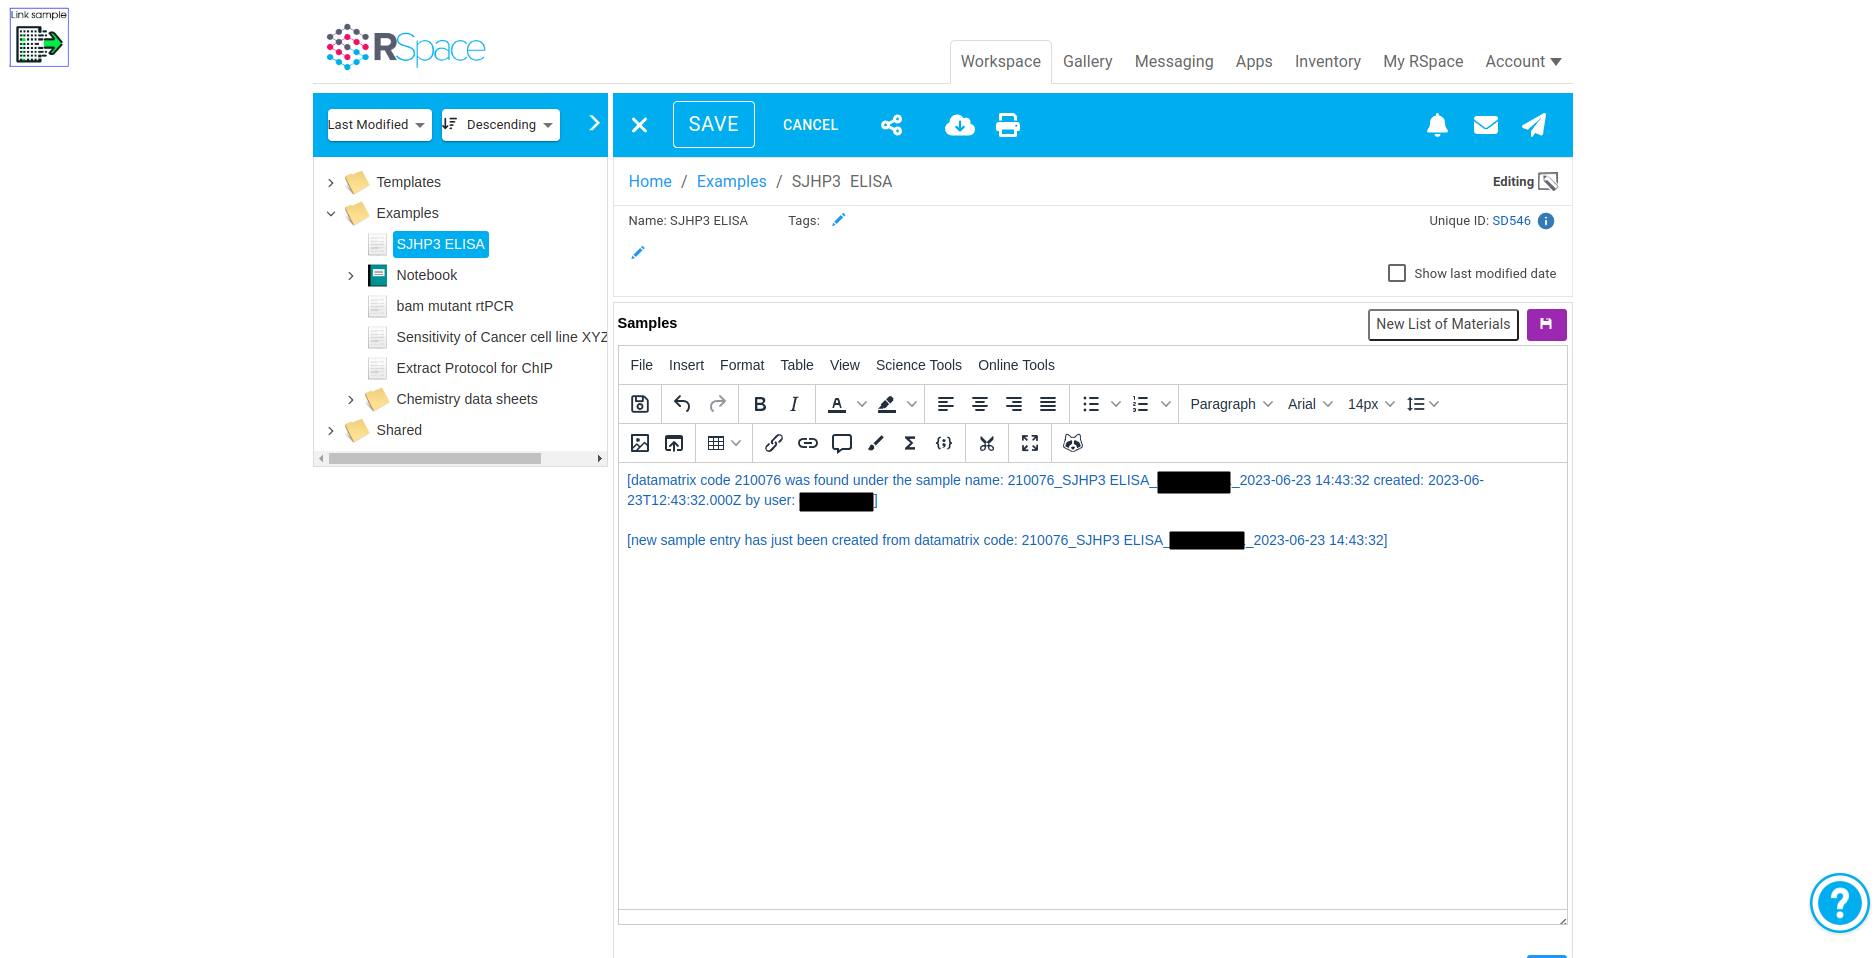 Link sample
RSpace
Workspace Gallery Messaging Apps Inventory My RSpace Account
Last Modified Descending
SAVE CANCEL
Templates
Examples
SJHP3 ELISA
Notebook
bam mutant rtPCR
Sensitivity of Cancer cell line XYZ
Extract Protocol for ChIP
Chemistry data sheets
Shared
Home / Examples / SJHP3 ELISA
Editing
Name: SJHP3 ELISA Tags:
Unique ID: SD546
Show last modified date
Samples
New List of Materials
File Insert Format Table View Science Tools Online Tools
B I A Paragraph Arial 14px
[datamatrix code 210076 was found under the sample name: 210076_SJHP3 ELISA_ _2023-06-23 14:43:32 created: 2023-06-
23T12:43:32.000Z by user: ]
[new sample entry has just been created from datamatrix code: 210076_SJHP3 ELISA_ _2023-06-23 14:43:32]
?